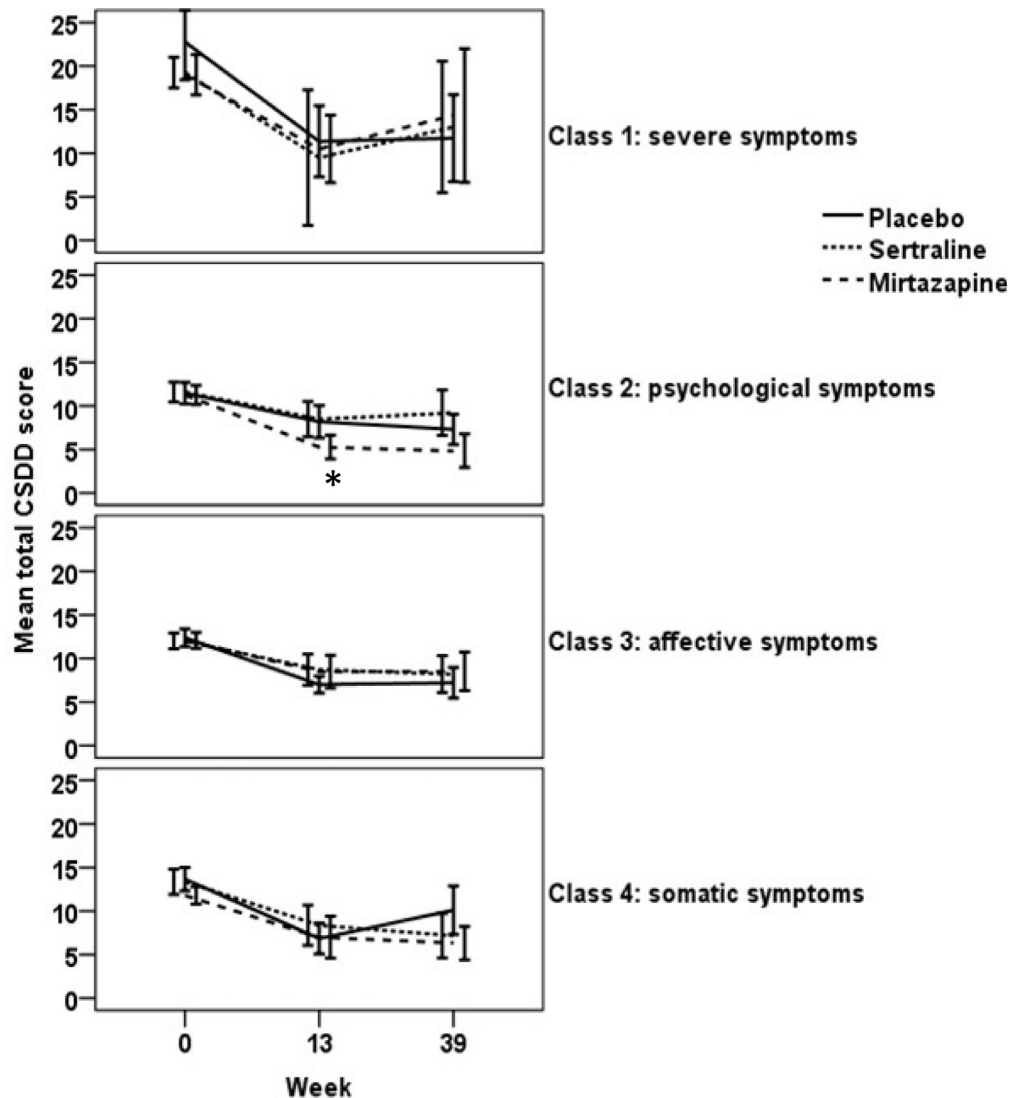 Mean total CSDD score
25
20
15
10
5
0
Class 1: severe symptoms
Placebo
Sertraline
Mirtazapine
25
20
15
10
5
0
*
Class 2: psychological symptoms
25
20
15
10
5
0
Class 3: affective symptoms
25
20
15
10
5
0
Class 4: somatic symptoms
0 13 39
Week